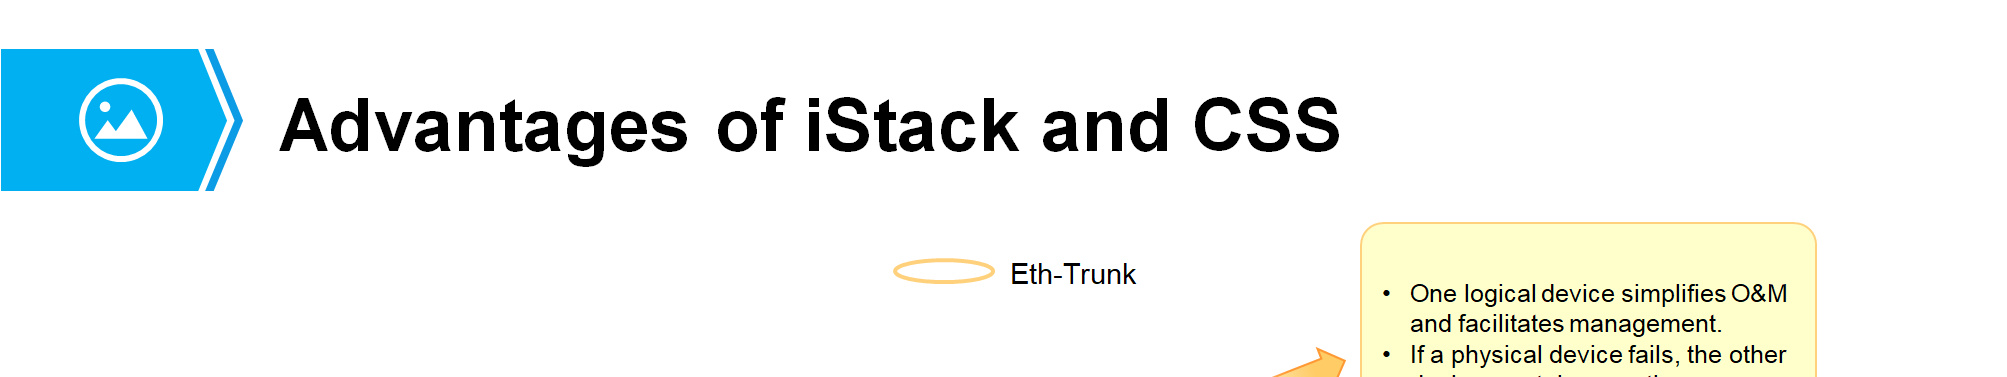 Advantages of iStack and CSS
Eth-Trunk
• One logical device simplifies O&M
and facilitates management.
• If a physical device fails, the other